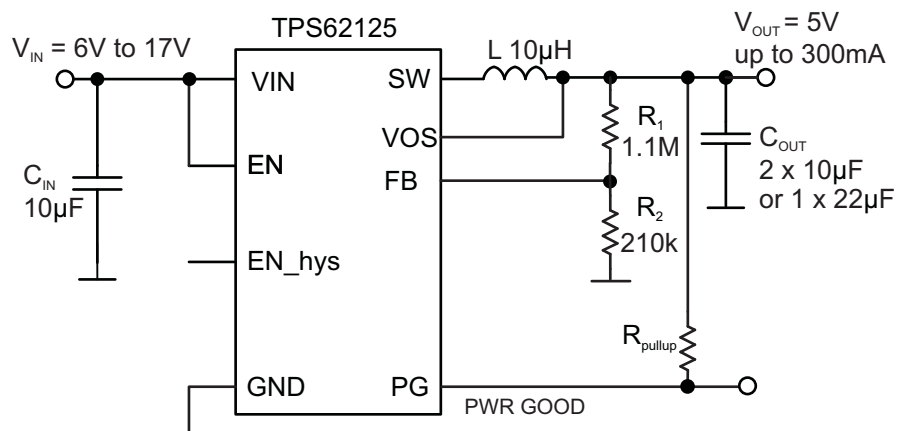 TPS62125
V_IN = 6V to 17V
V_OUT = 5V
up to 300mA
L 10µH
VIN
SW
VOS
R_1
1.1M
C_OUT
2 x 10µF
or 1 x 22µF
EN
FB
C_IN
10µF
R_2
210k
EN_hys
R_pullup
GND
PG
PWR GOOD